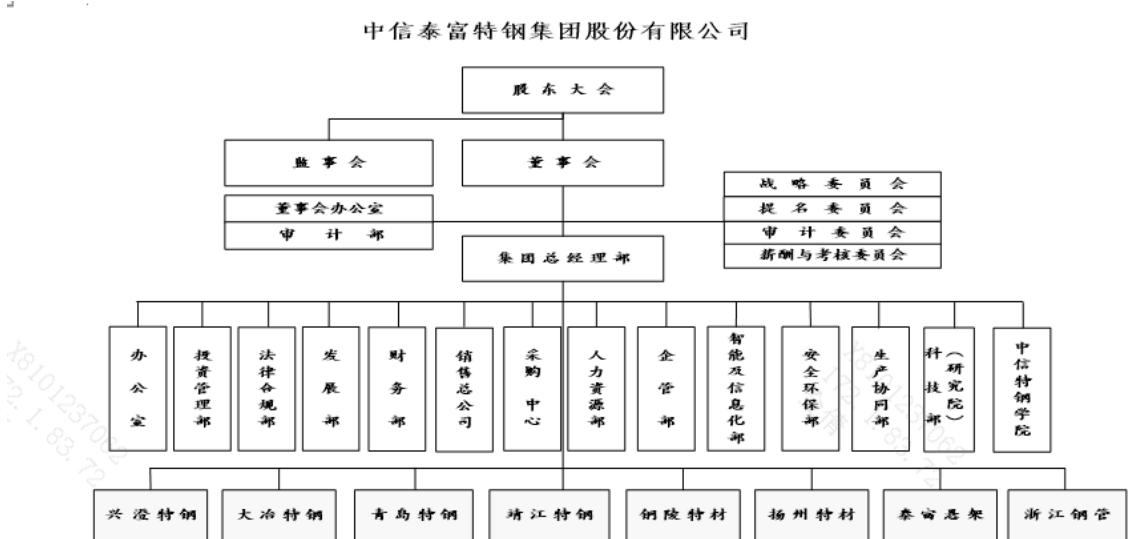 中信泰富特钢集团股份有限公司
股东大会
监事会
董事会
董事会办公室
审计部
战略委员会
提名委员会
审计委员会
薪酬与考核委员会
集团总经理部
办公室
投资管理部
法律合规部
发展部
财务部
销售总公司
采购中心
人力资源部
企管部
智能及信息化部
安全环保部
生产协同部
科技部
（研究院）
中信特钢学院
兴澄特钢
大冶特钢
青岛特钢
靖江特钢
铜陵特材
扬州特材
泰富悬架
浙江钢管
X8101237062
72.1.83.72